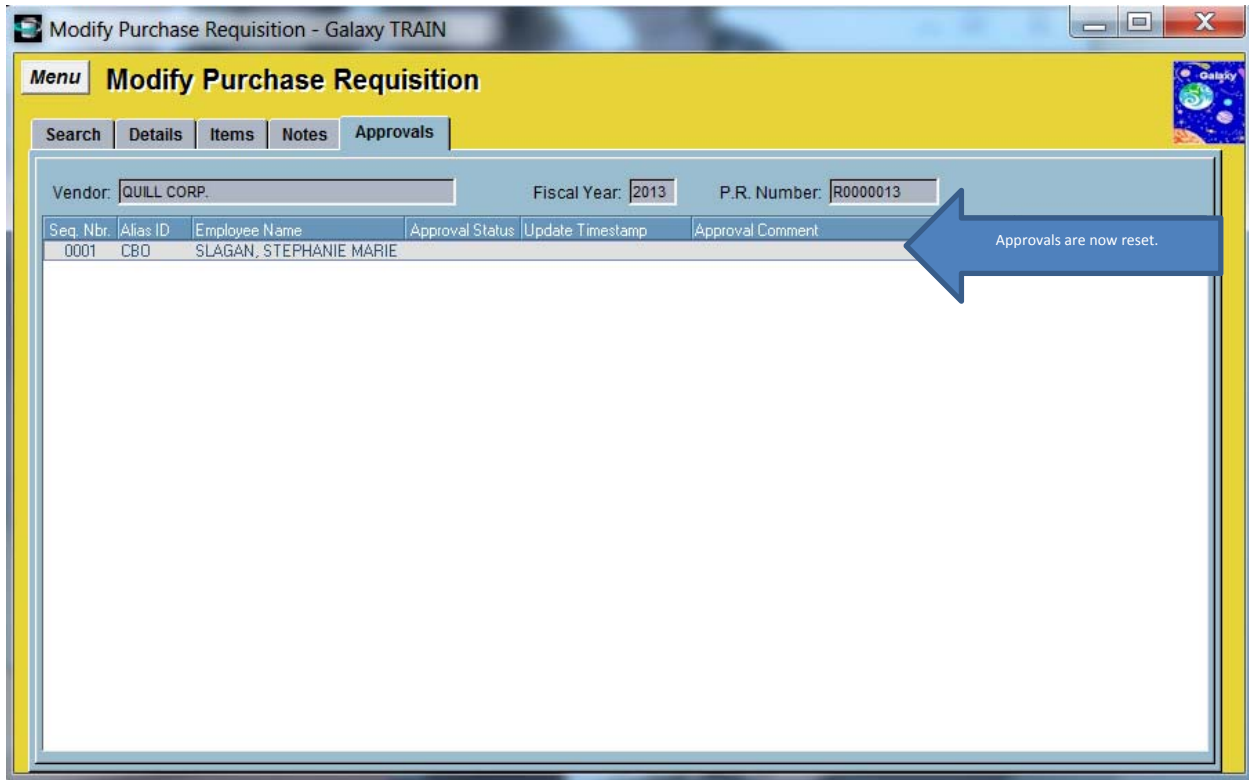 Modify Purchase Requisition - Galaxy TRAIN
Menu Modify Purchase Requisition
Galaxy
Search Details Items Notes Approvals
Vendor: QUILL CORP. Fiscal Year: 2013 P.R. Number: R0000013
Seq. Nbr. Alias ID Employee Name Approval Status Update Timestamp Approval Comment
0001 CBO SLAGAN, STEPHANIE MARIE
Approvals are now reset.